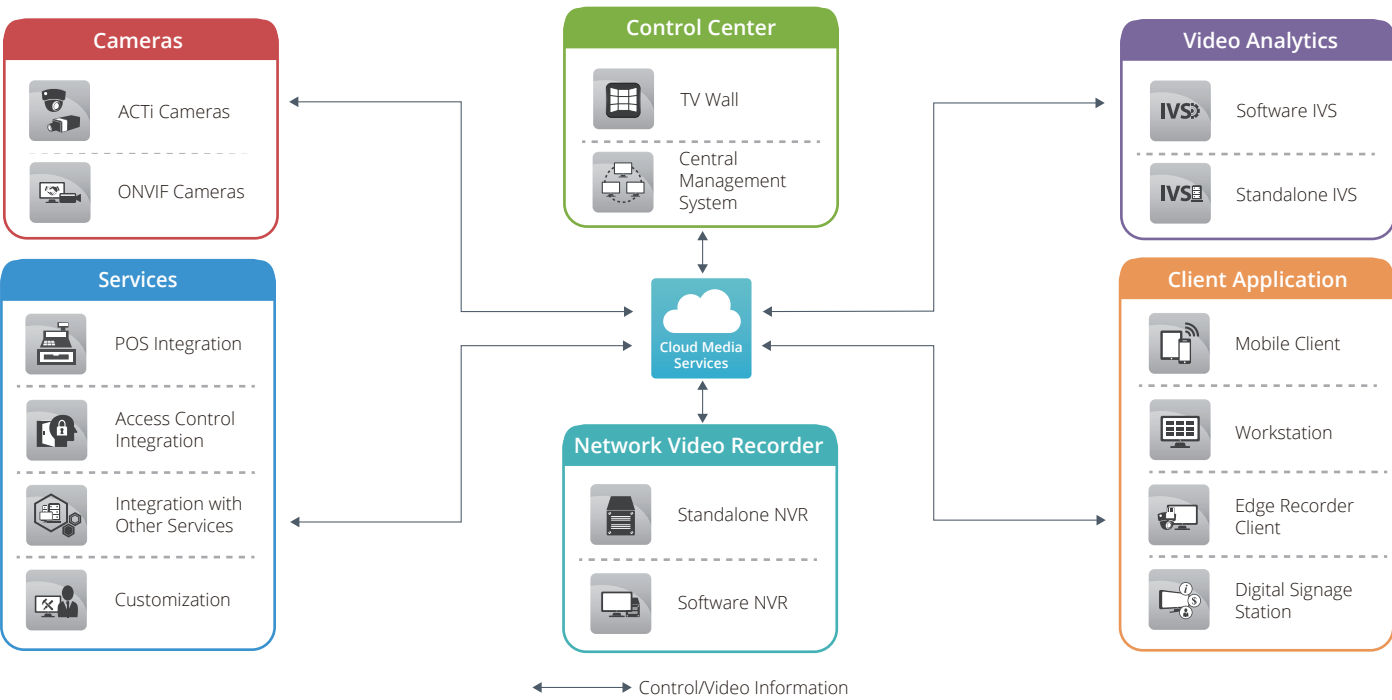 Cameras
ACTi Cameras
ONVIF Cameras
Control Center
TV Wall
Central
Management
System
Video Analytics
IVS
Software IVS
IVS
Standalone IVS
Services
POS Integration
Access Control
Integration
Integration with
Other Services
Customization
Cloud Media
Services
Network Video Recorder
Standalone NVR
Software NVR
Client Application
Mobile Client
Workstation
Edge Recorder
Client
i
$
Digital Signage
Station
Control/Video Information